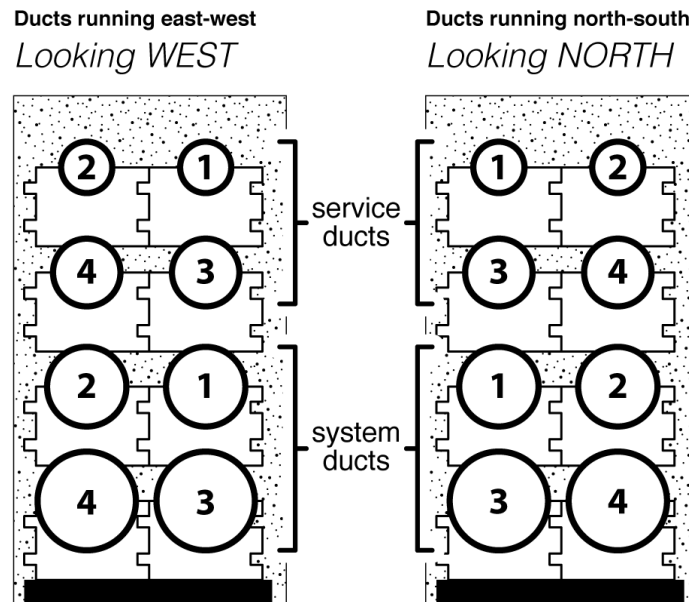 Ducts running east-west
Looking WEST
2 1
4 3
2 1
4 3
service
ducts
system
ducts
Ducts running north-south
Looking NORTH
1 2
3 4
1 2
3 4